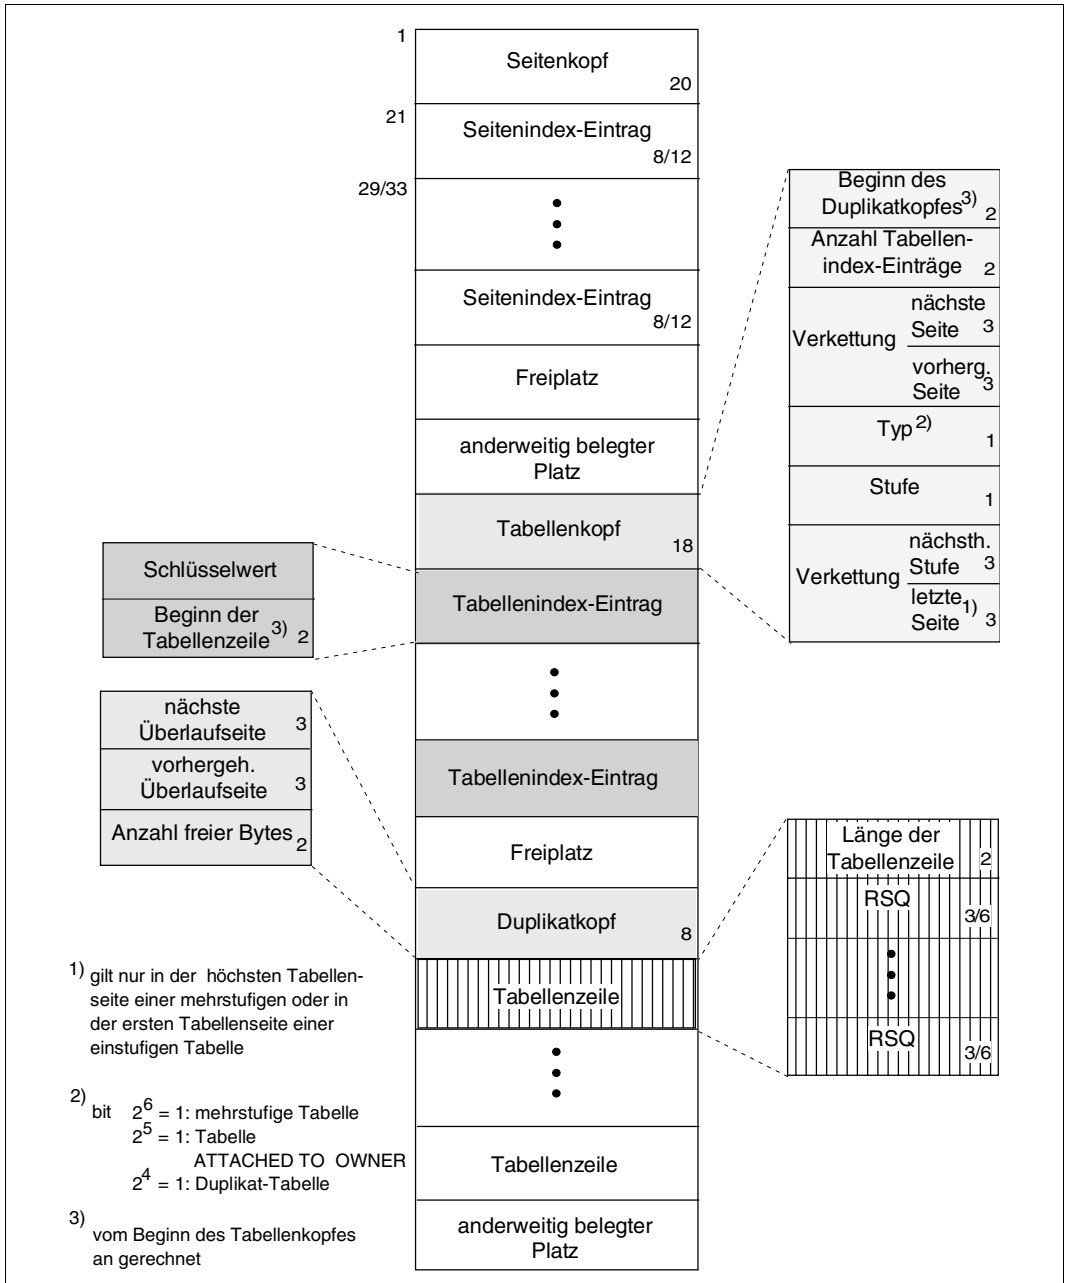 1
Seitenkopf
20
21
Seitenindex-Eintrag
8/12
29/33
Seitenindex-Eintrag
8/12
Freiplatz
anderweitig belegter
Platz
Tabellenkopf
18
Tabellenindex-Eintrag
Tabellenindex-Eintrag
Freiplatz
Duplikatkopf
8
Tabellenzeile
Tabellenzeile
anderweitig belegter
Platz
Beginn des
Duplikatkopfes3)
2
Anzahl Tabellen-
index-Einträge
2
Verkettung
nächste
Seite 3
vorherg.
Seite 3
Typ2)
1
Stufe
1
Verkettung
nächsth.
Stufe 3
letzte1)
Seite 3
Schlüsselwert
Beginn der
Tabellenzeile3) 2
nächste
Überlaufseite 3
vorhergeh.
Überlaufseite 3
Anzahl freier Bytes 2
Länge der
Tabellenzeile 2
RSQ
3/6
RSQ
3/6
1) gilt nur in der höchsten Tabellen-
seite einer mehrstufigen oder in
der ersten Tabellenseite einer
einstufigen Tabelle
2) bit 2^6 = 1: mehrstufige Tabelle
2^5 = 1: Tabelle
ATTACHED TO OWNER
2^4 = 1: Duplikat-Tabelle
3) vom Beginn des Tabellenkopfes
an gerechnet